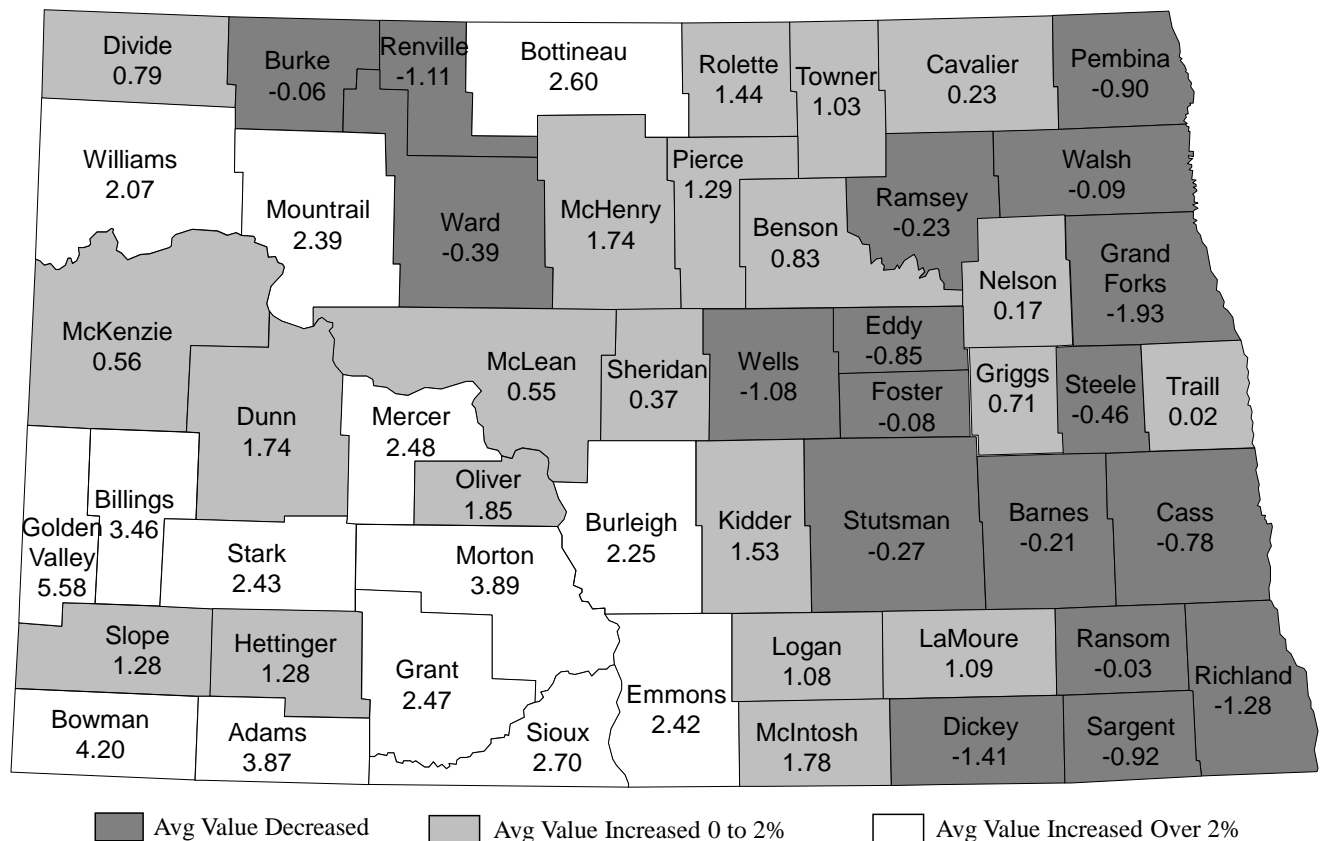 Divide
0.79
Burke
-0.06
Renville
-1.11
Bottineau
2.60
Rolette
1.44
Towner
1.03
Cavalier
0.23
Pembina
-0.90
Williams
2.07
Mountrail
2.39
Ward
-0.39
McHenry
1.74
Pierce
1.29
Benson
0.83
Ramsey
-0.23
Walsh
-0.09
Nelson
0.17
Grand
Forks
-1.93
McKenzie
0.56
Dunn
1.74
McLean
0.55
Mercer
2.48
Oliver
1.85
Sheridan
0.37
Wells
-1.08
Eddy
-0.85
Foster
-0.08
Griggs
0.71
Steele
-0.46
Traill
0.02
Golden
Valley
5.58
Billings
3.46
Stark
2.43
Morton
3.89
Burleigh
2.25
Kidder
1.53
Stutsman
-0.27
Barnes
-0.21
Cass
-0.78
Slope
1.28
Hettinger
1.28
Grant
2.47
Bowman
4.20
Adams
3.87
Sioux
2.70
Emmons
2.42
Logan
1.08
LaMoure
1.09
Ransom
-0.03
Richland
-1.28
McIntosh
1.78
Dickey
-1.41
Sargent
-0.92
Avg Value Decreased
Avg Value Increased 0 to 2%
Avg Value Increased Over 2%